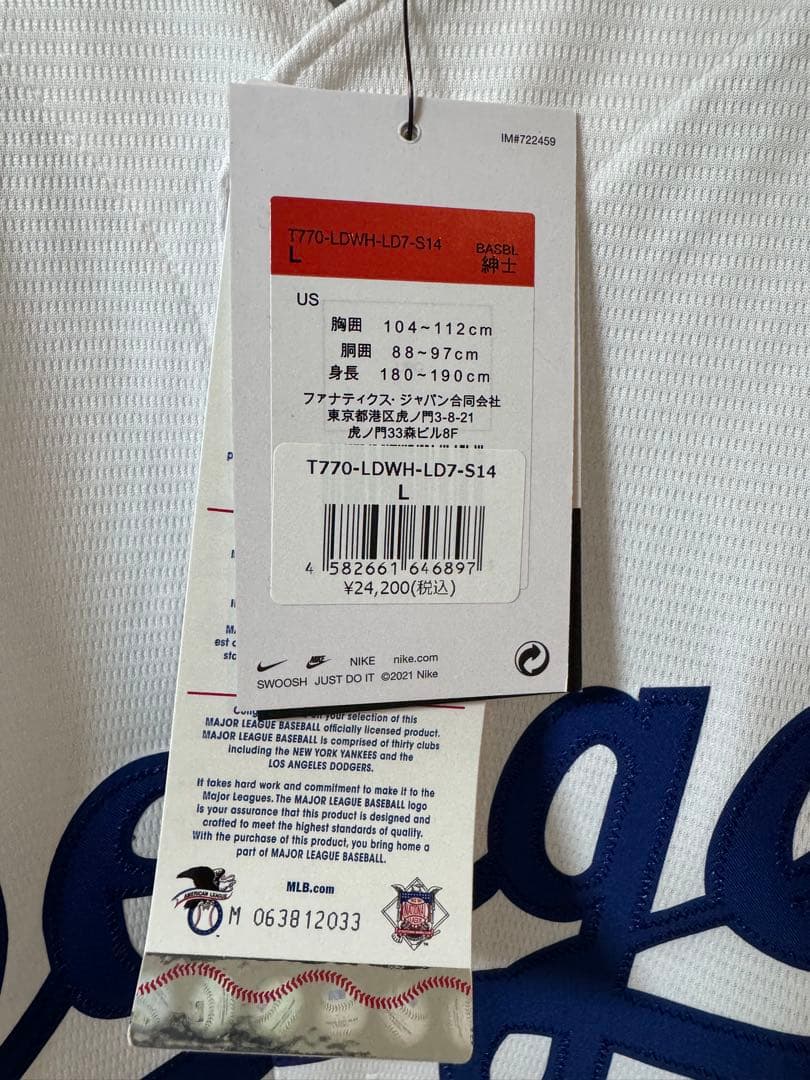 IM#722459
T770-LDWH-LD7-S14
L
BASBL
紳士
US
胸囲 104~112cm
胴囲 88~97cm
身長 180~190cm
ファナティクス・ジャパン合同会社
東京都港区虎ノ門3-8-21
虎ノ門33森ビル8F
T770-LDWH-LD7-S14
L
4 582661 646897
¥24,200(税込)
NIKE nike.com
SWOOSH JUST DO IT ©2021 Nike
your selection of this
MAJOR LEAGUE BASEBALL officially licensed product.
MAJOR LEAGUE BASEBALL is comprised of thirty clubs
including the NEW YORK YANKEES and the
LOS ANGELES DODGERS.
It takes hard work and commitment to make it to the
Major Leagues. The MAJOR LEAGUE BASEBALL logo
is your assurance that this product is designed and
crafted to meet the highest standards of quality.
With the purchase of this product, you bring home a
part of MAJOR LEAGUE BASEBALL.
MLB.com
AMERICAN LEAGUE
M 063812033
NATIONAL